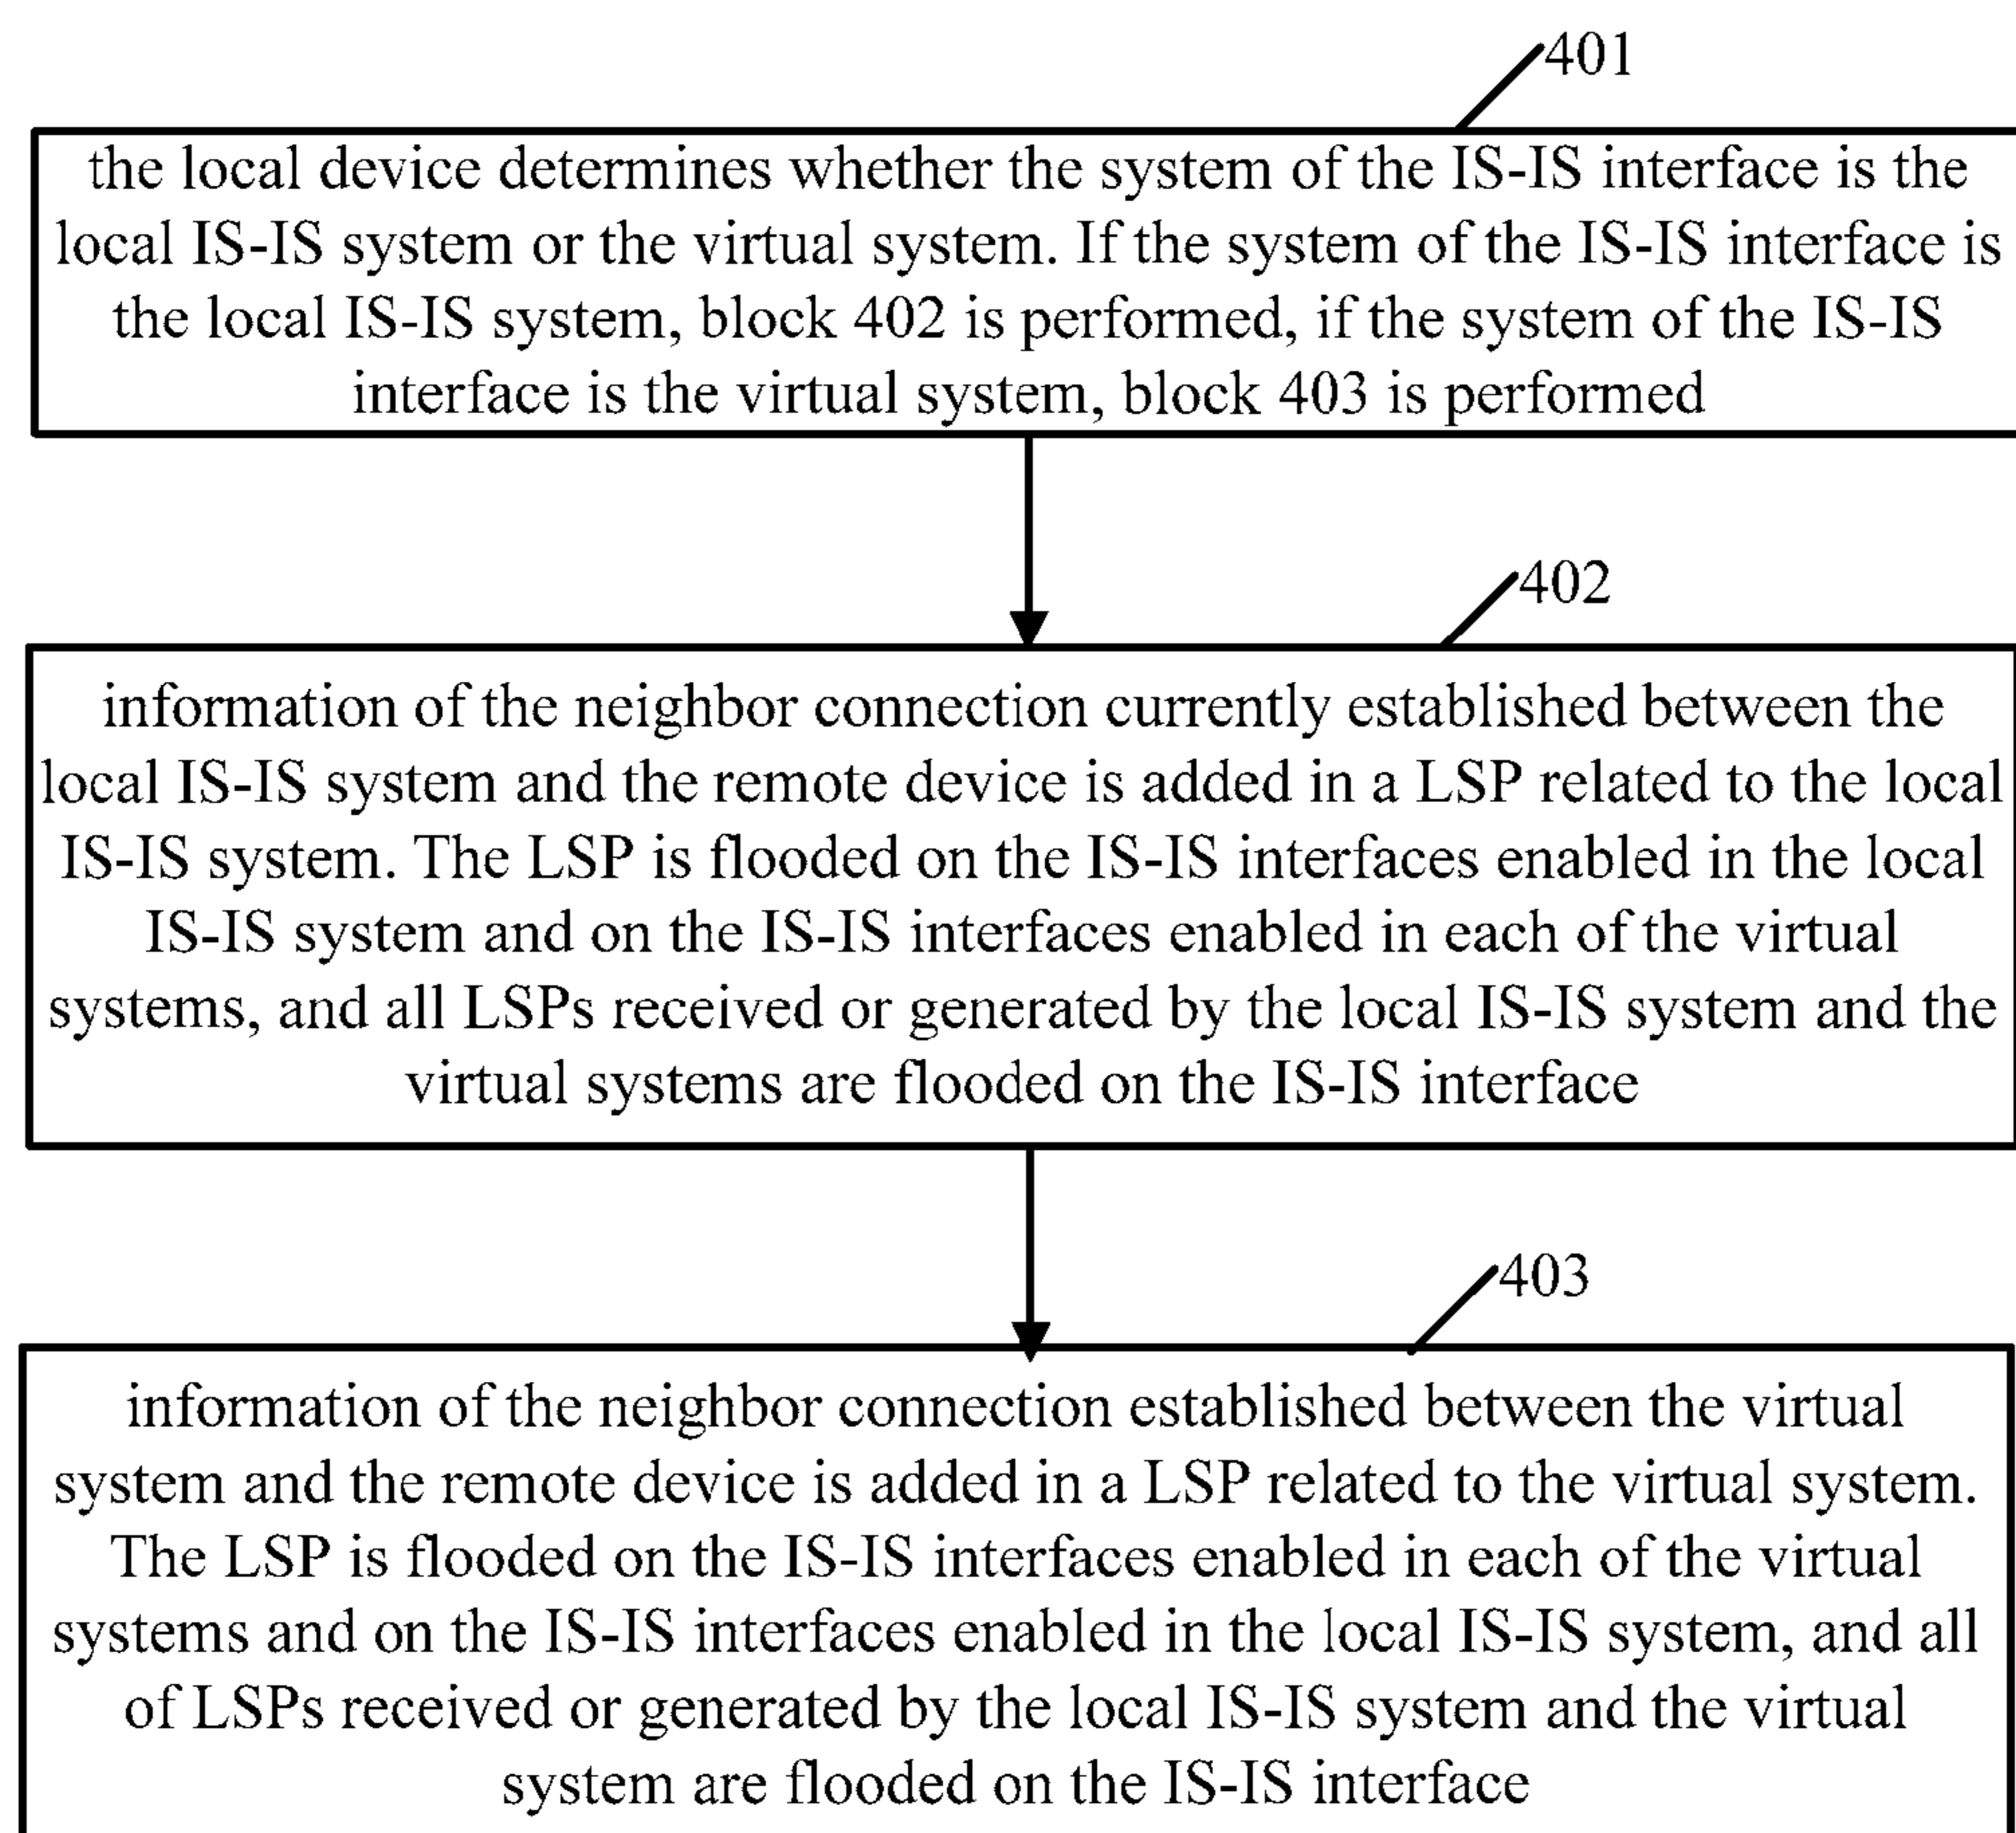 401
the local device determines whether the system of the IS-IS interface is the
local IS-IS system or the virtual system. If the system of the IS-IS interface is
the local IS-IS system, block 402 is performed, if the system of the IS-IS
interface is the virtual system, block 403 is performed
402
information of the neighbor connection currently established between the
local IS-IS system and the remote device is added in a LSP related to the local
IS-IS system. The LSP is flooded on the IS-IS interfaces enabled in the local
IS-IS system and on the IS-IS interfaces enabled in each of the virtual
systems, and all LSPs received or generated by the local IS-IS system and the
virtual systems are flooded on the IS-IS interface
403
information of the neighbor connection established between the virtual
system and the remote device is added in a LSP related to the virtual system.
The LSP is flooded on the IS-IS interfaces enabled in each of the virtual
systems and on the IS-IS interfaces enabled in the local IS-IS system, and all
of LSPs received or generated by the local IS-IS system and the virtual
system are flooded on the IS-IS interface